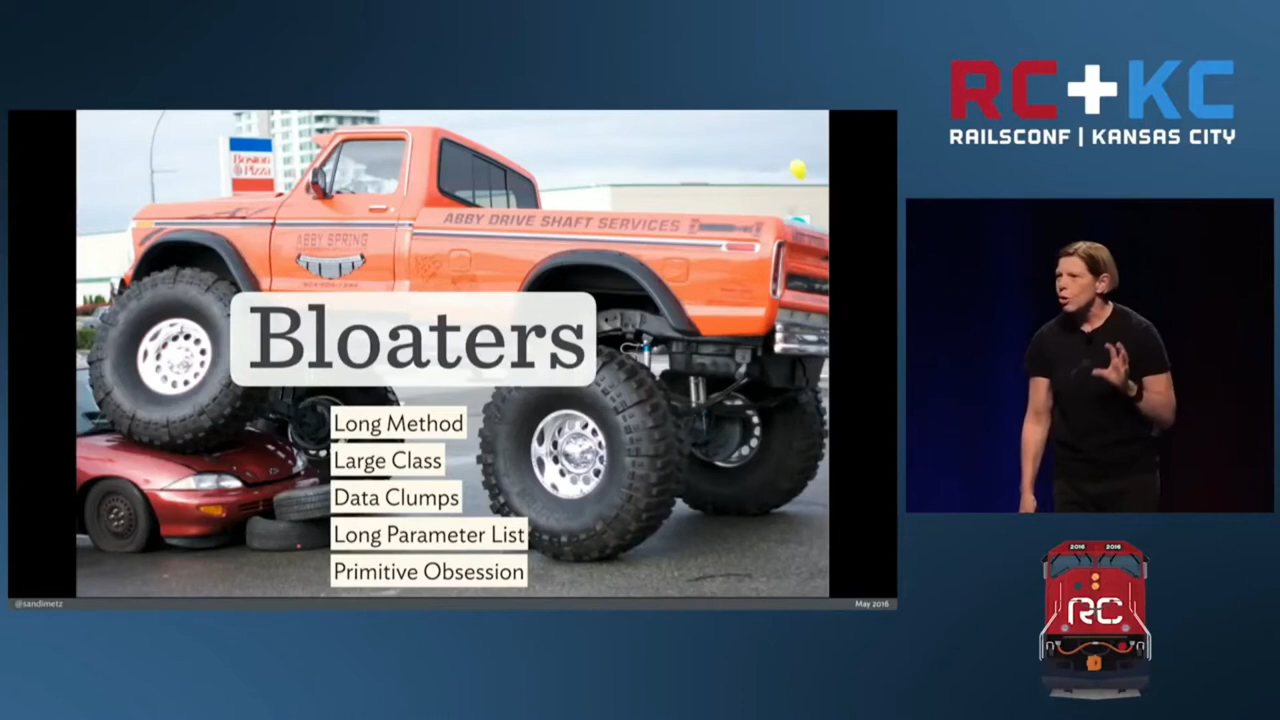 RC+KC
RAILSCONF | KANSAS CITY
Boston
Pizza
ABBY DRIVE SHAFT SERVICES
ABBY SPRING
Bloaters
Long Method
Large Class
Data Clumps
Long Parameter List
Primitive Obsession
@sandimetz
May 2016
2016 2016
RC